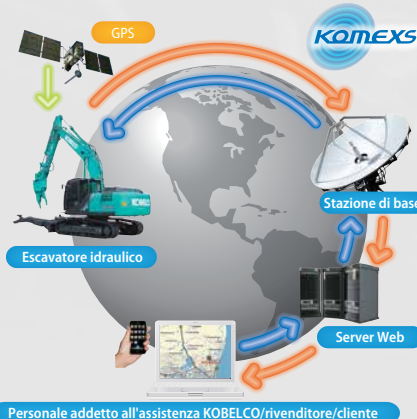 GPS
KOMEXS
Stazione di base
Escavatore idraulico
Server Web
Personale addetto all'assistenza KOBELCO/rivenditore/cliente